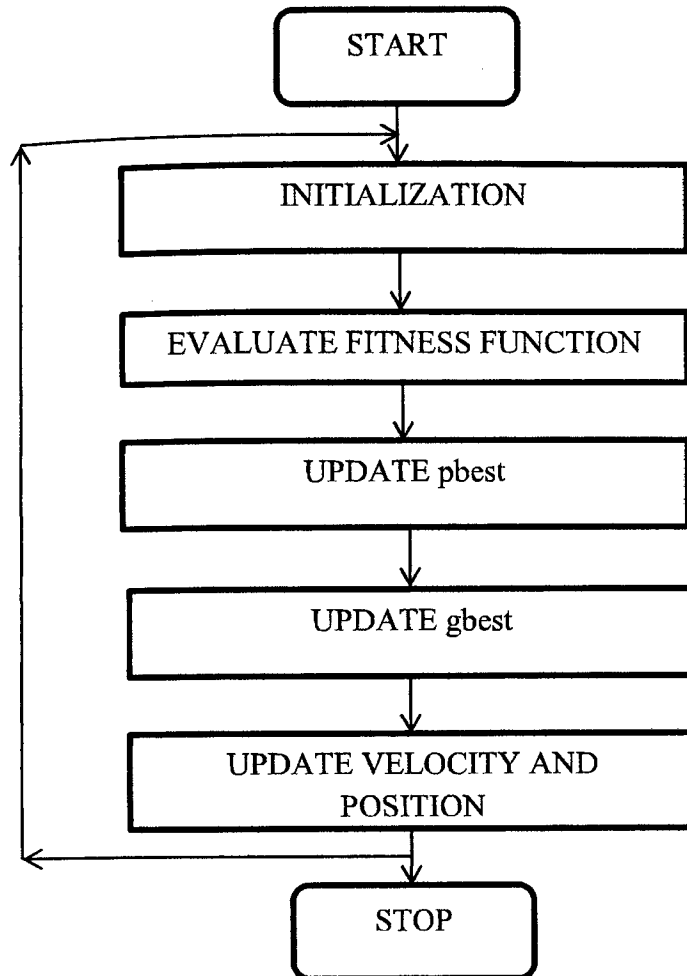 START
INITIALIZATION
EVALUATE FITNESS FUNCTION
UPDATE pbest
UPDATE gbest
UPDATE VELOCITY AND
POSITION
STOP